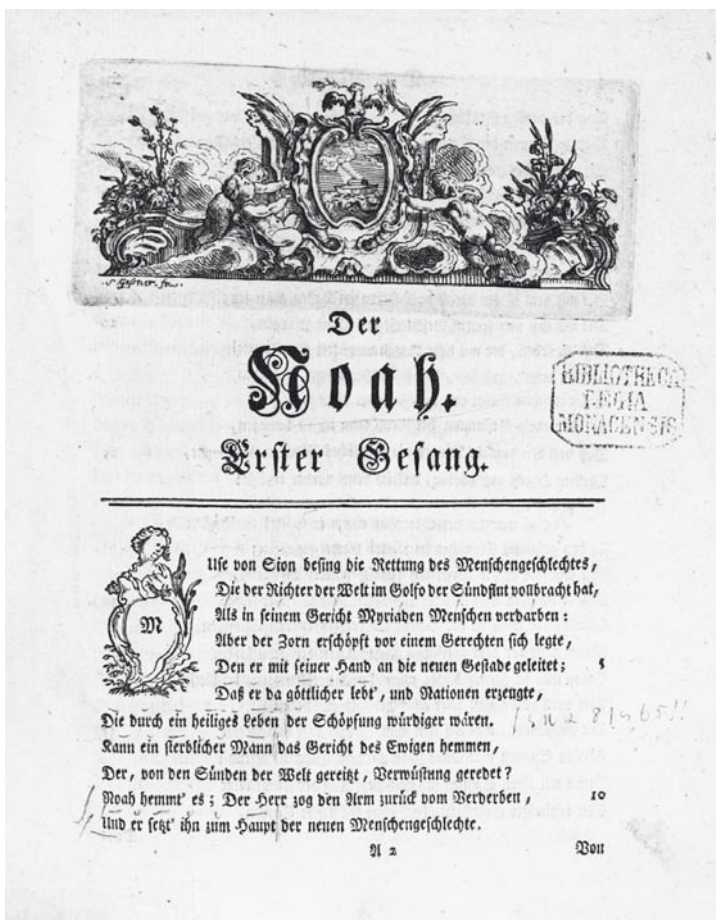 Der
Noah.
Erster Gesang.
BIBLIOTHECA
REGIA
MONACENSIS
MUse von Sion besing die Rettung des Menschengeschlechtes,
Die der Richter der Welt im Golfo der Sündflut vollbracht hat,
Als in seinem Gericht Myriaden Menschen verdarben:
Aber der Zorn erschöpft vor einem Gerechten sich legte,
Den er mit seiner Hand an die neuen Gestade geleitet; 5
Daß er da göttlicher lebt', und Nationen erzeugte,
Die durch ein heiliges Leben der Schöpfung würdiger wären.
Kann ein sterblicher Mann das Gericht des Ewigen hemmen,
Der, von den Sünden der Welt gereitzt, Verwüstung geredet?
Noah hemmt' es; Der Herr zog den Arm zurück vom Verderben, 10
Und er setzt' ihn zum Haupt der neuen Menschengeschlechte.
A 2 Von